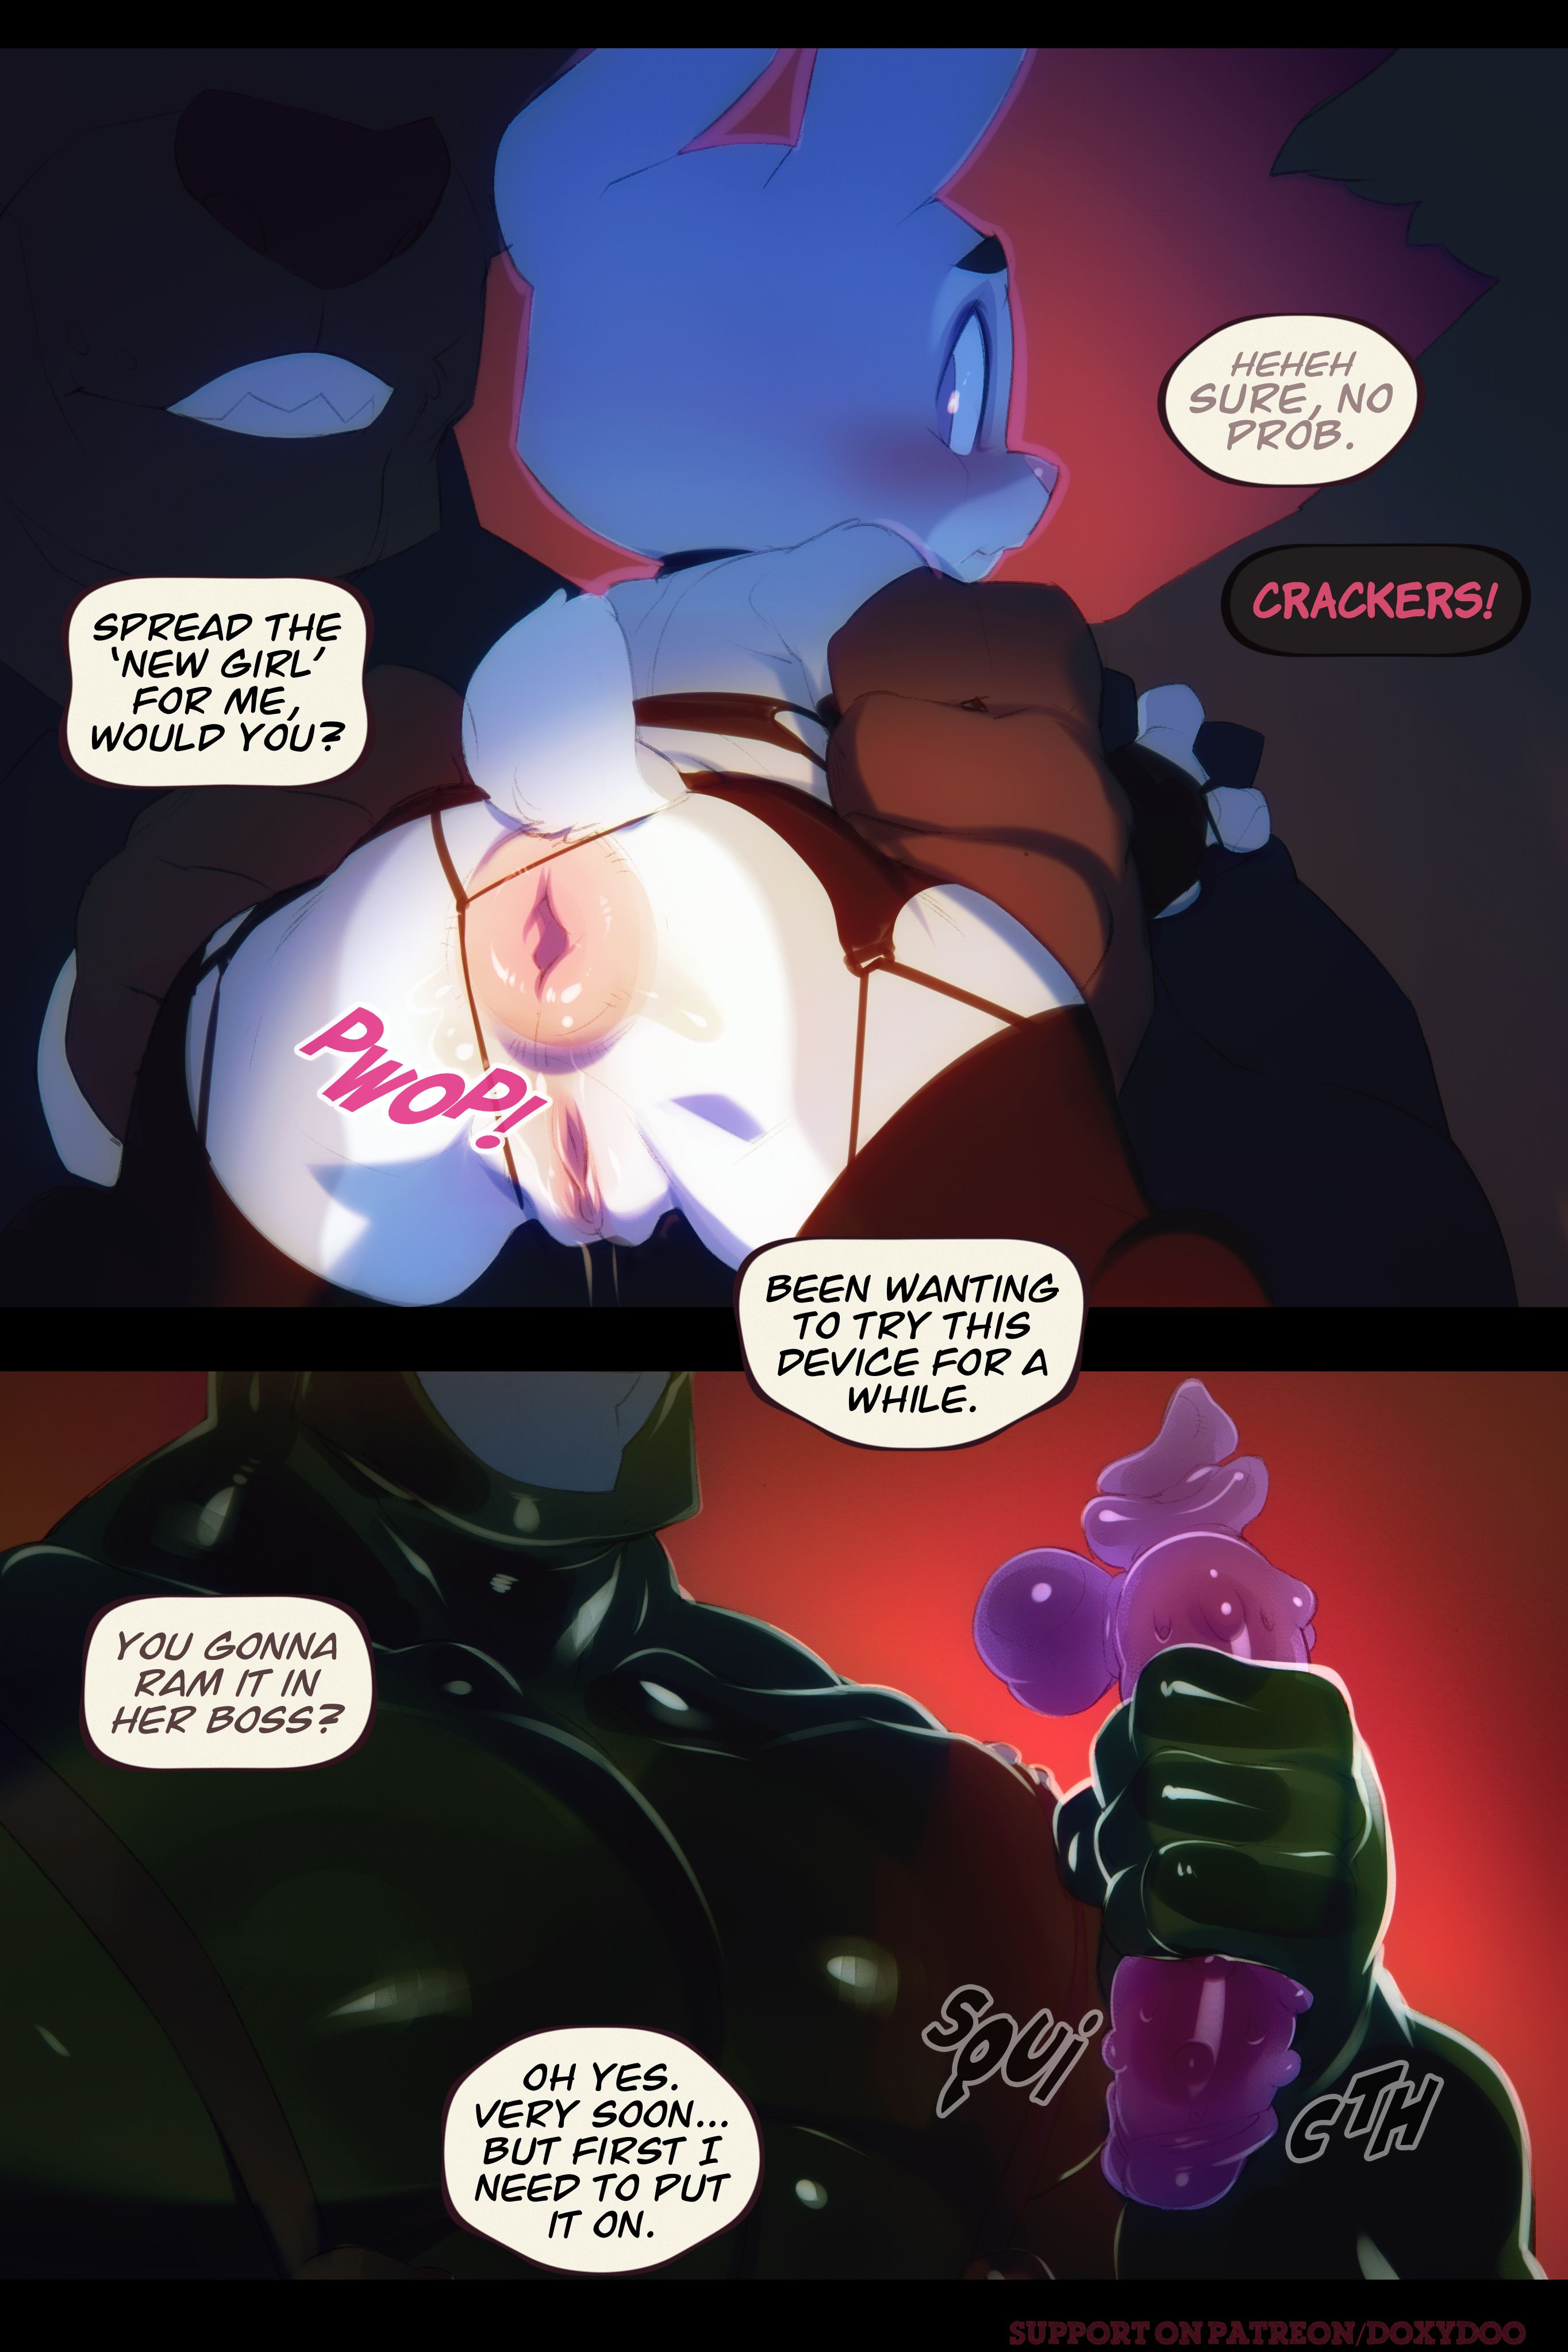 HEHEH
SURE, NO
PROB.
CRACKERS!
SPREAD THE
‘NEW GIRL’
FOR ME,
WOULD YOU?
PWOP!
BEEN WANTING
TO TRY THIS
DEVICE FOR A
WHILE.
YOU GONNA
RAM IT IN
HER BOSS?
OH YES.
VERY SOON...
BUT FIRST I
NEED TO PUT
IT ON.
SQUi
CTH
SUPPORT ON PATREON/DOXYDOO